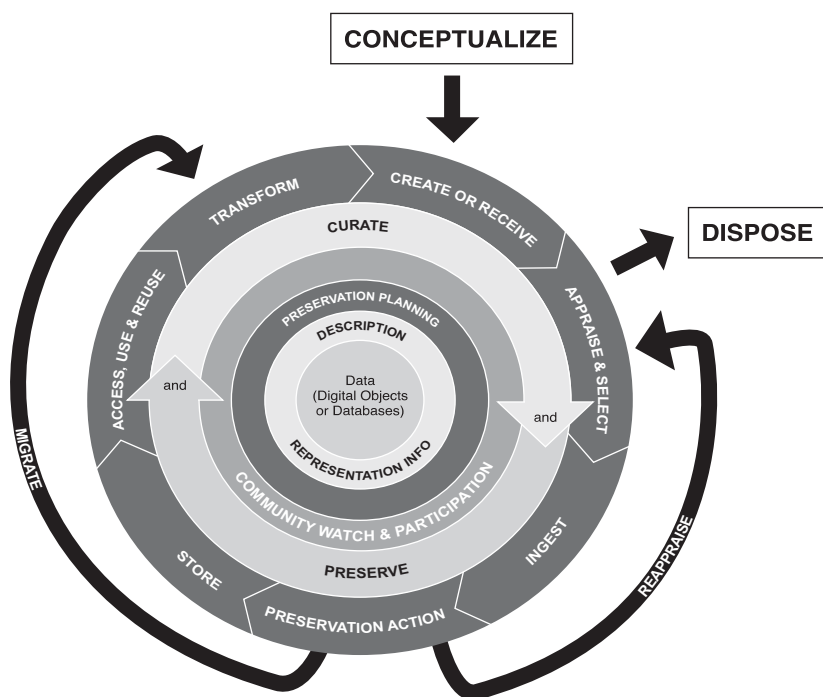 CONCEPTUALIZE
DISPOSE
TRANSFORM
CREATE OR RECEIVE
APPRAISE & SELECT
INGEST
PRESERVATION ACTION
STORE
ACCESS, USE & REUSE
MIGRATE
REAPPRAISE
CURATE
and
and
PRESERVE
COMMUNITY WATCH & PARTICIPATION
PRESERVATION PLANNING
DESCRIPTION
Data
(Digital Objects
or Databases)
REPRESENTATION INFO